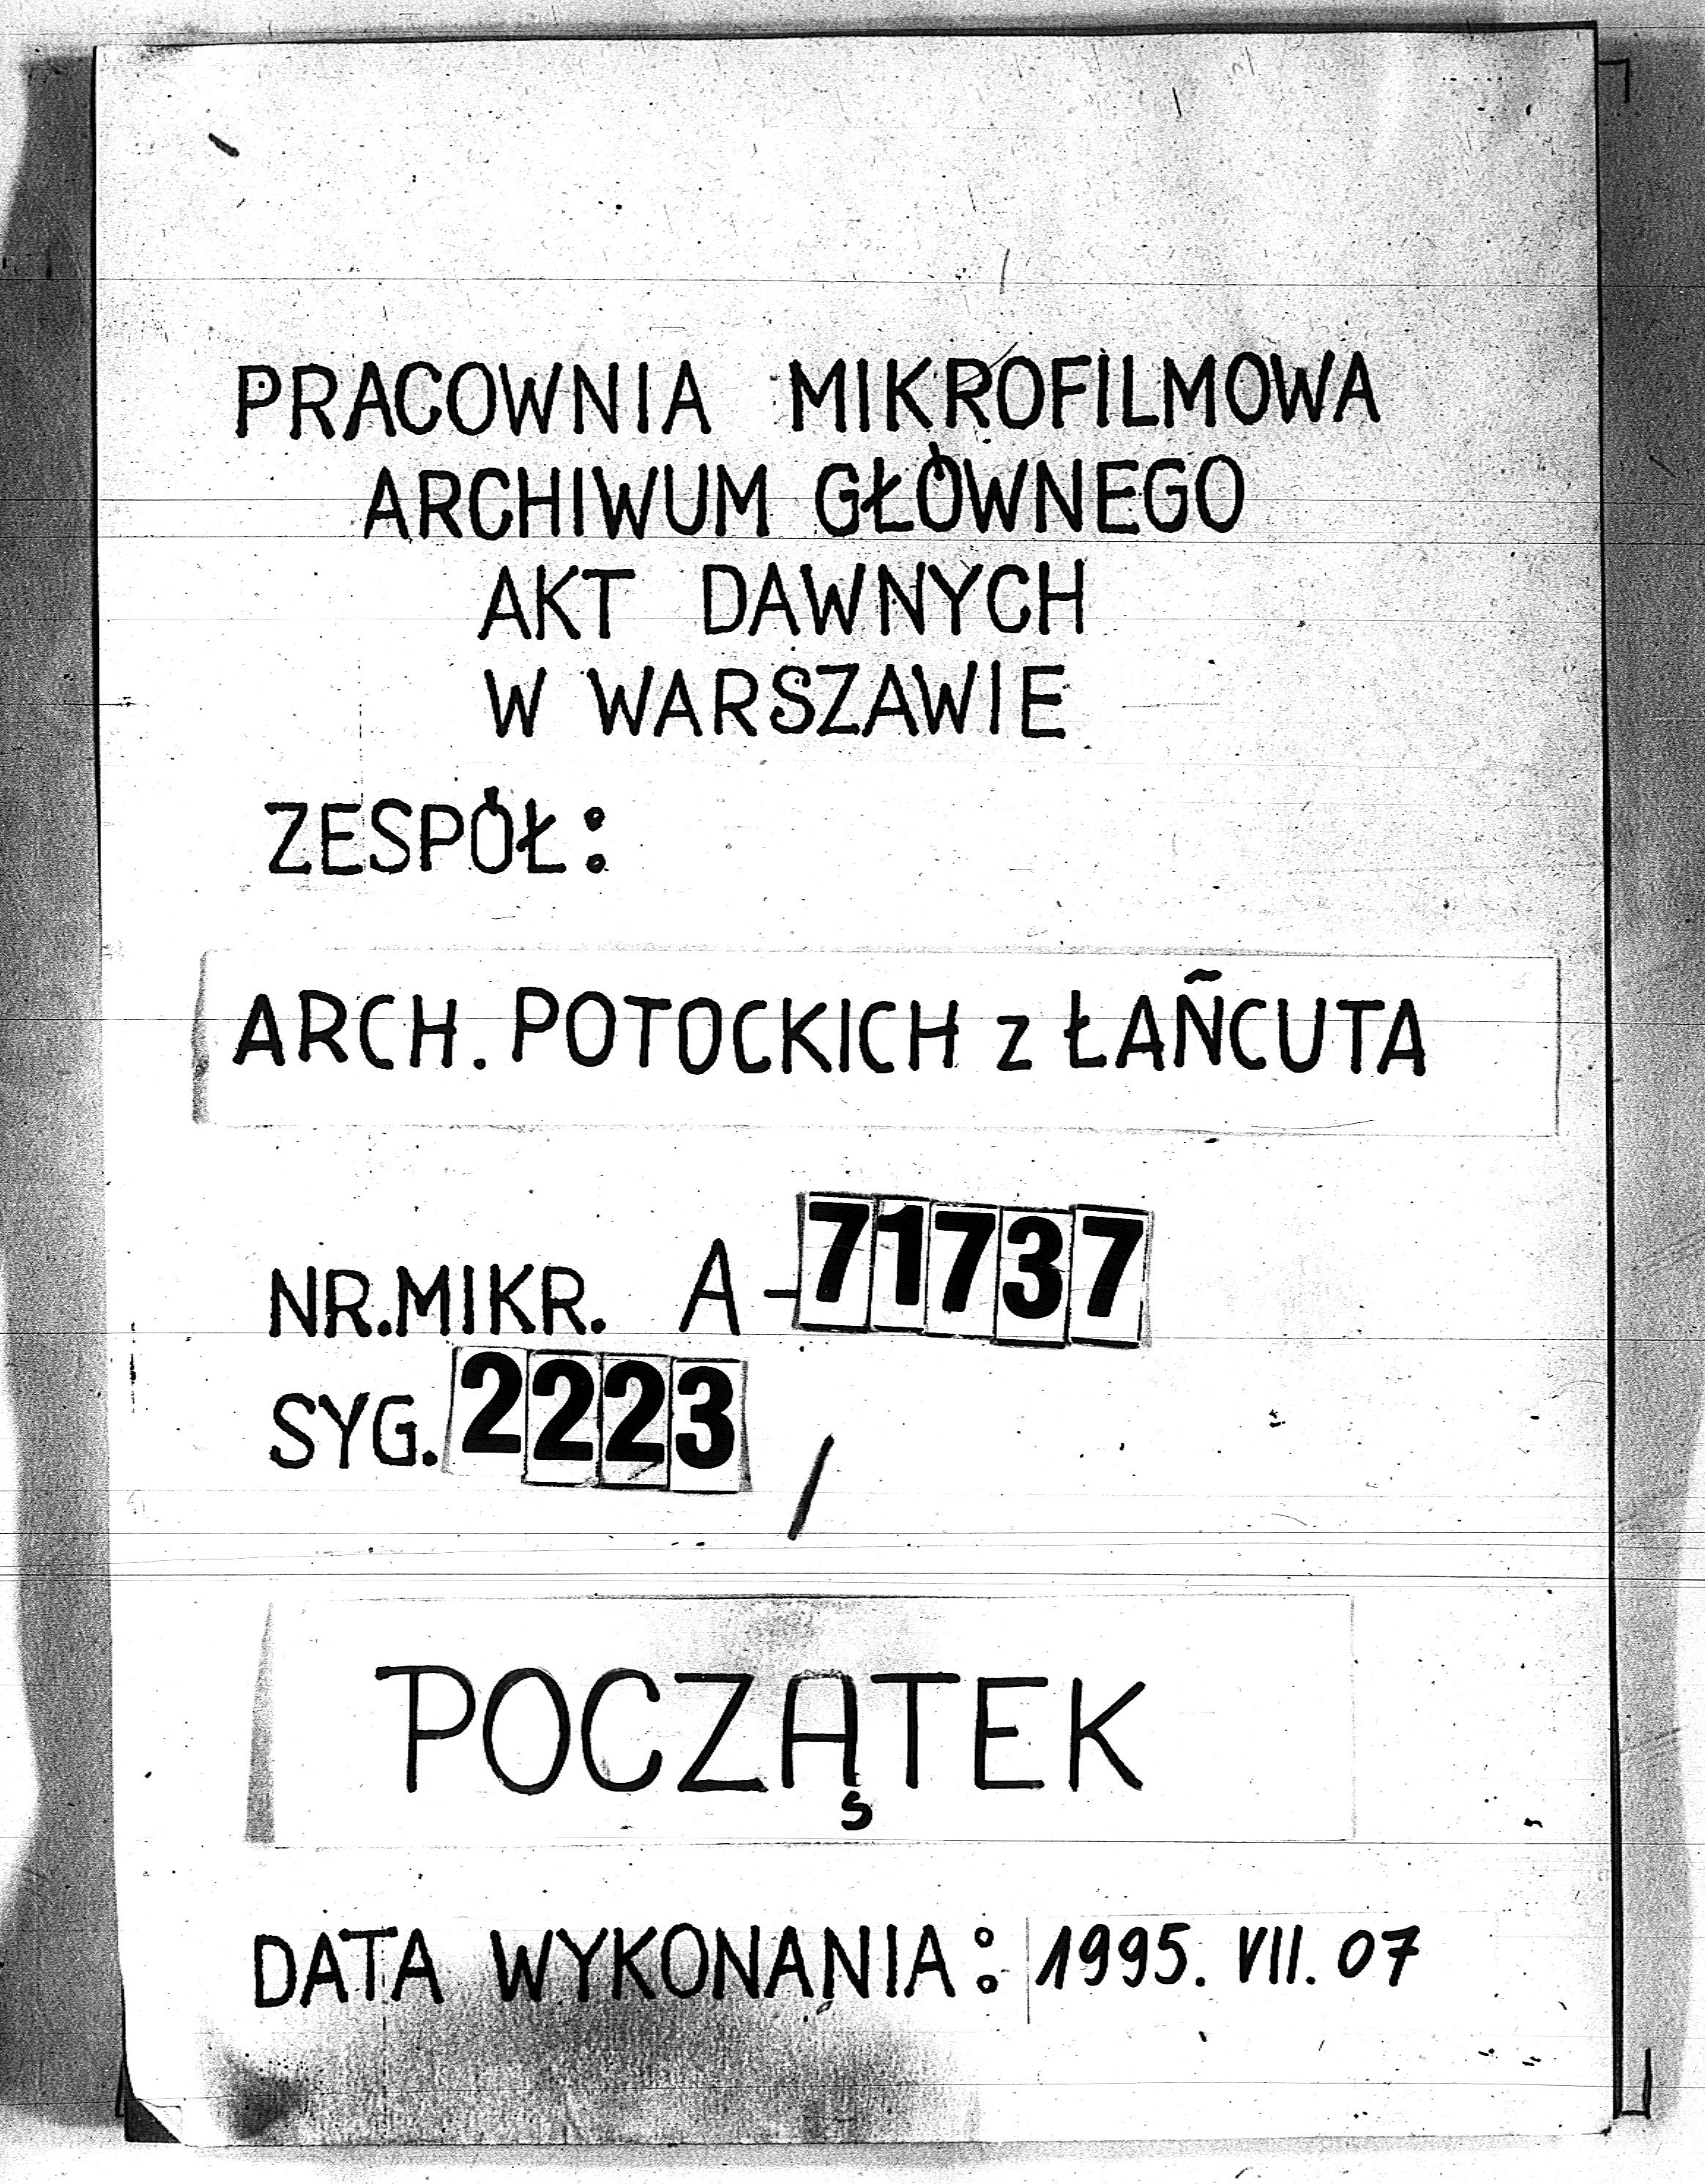 PRACOWNIA MIKROFILMOWA
ARCHIWUM GŁÓWNEGO
AKT DAWNYCH
W WARSZAWIE
ZESPÓŁ:
ARCH. POTOCKICH z ŁAÑCUTA
NR.MIKR. A-71737
SYG. 2223 /
POCZĄTEK
DATA WYKONANIA: 1995. VII. 07